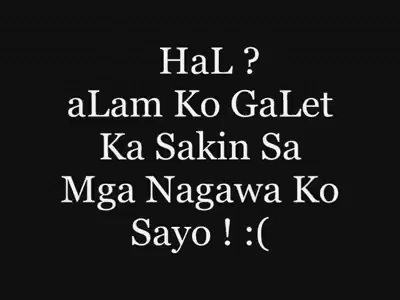 HaL ?
aLam Ko GaLet
Ka Sakin Sa
Mga Nagawa Ko
Sayo ! :(